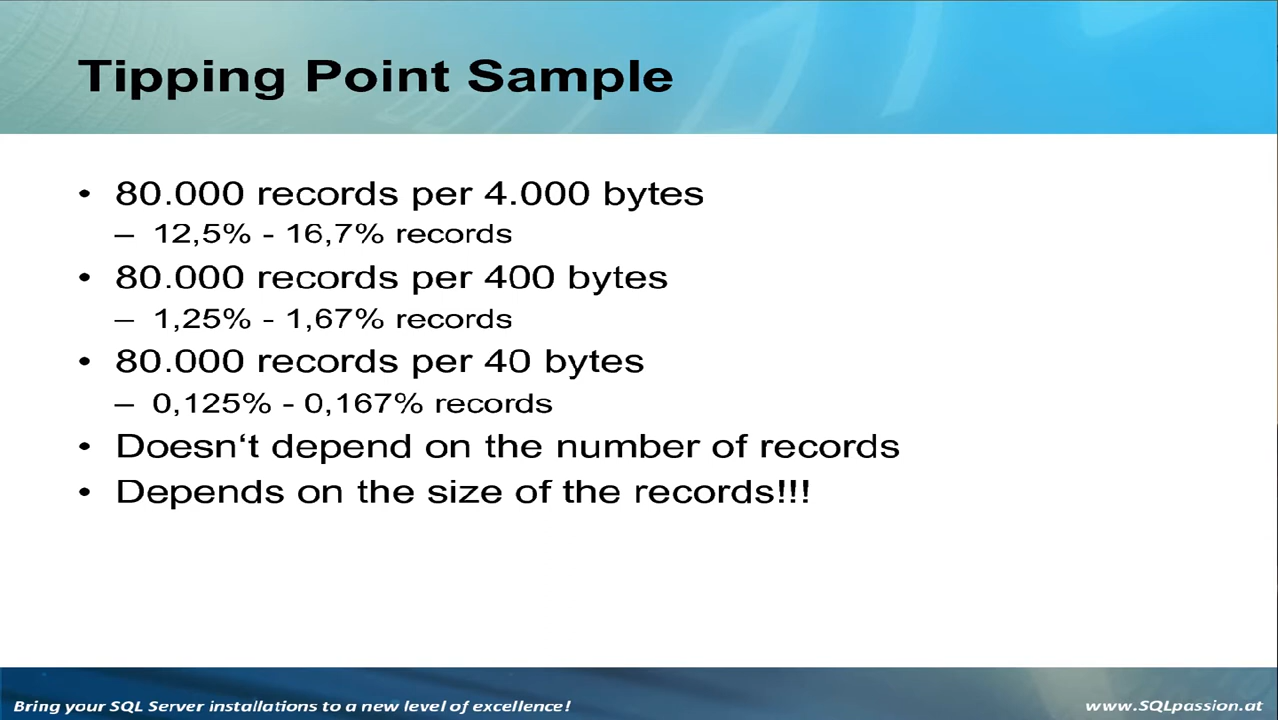 Tipping Point Sample
• 80.000 records per 4.000 bytes
– 12,5% - 16,7% records
• 80.000 records per 400 bytes
– 1,25% - 1,67% records
• 80.000 records per 40 bytes
– 0,125% - 0,167% records
• Doesn‘t depend on the number of records
• Depends on the size of the records!!!
Bring your SQL Server installations to a new level of excellence!
www.SQLpassion.at